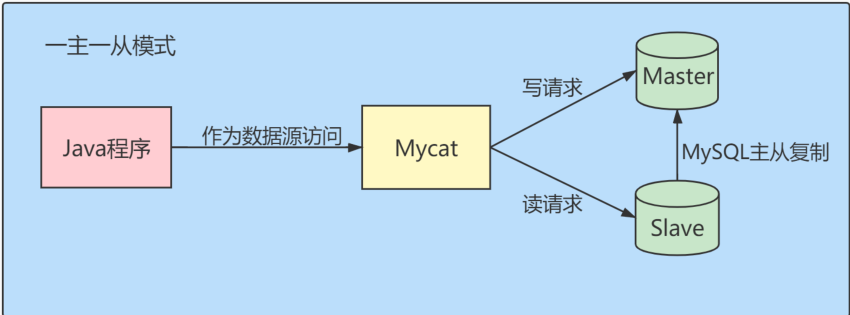 一主一从模式
Java程序
作为数据源访问
Mycat
写请求
读请求
Master
MySQL主从复制
Slave